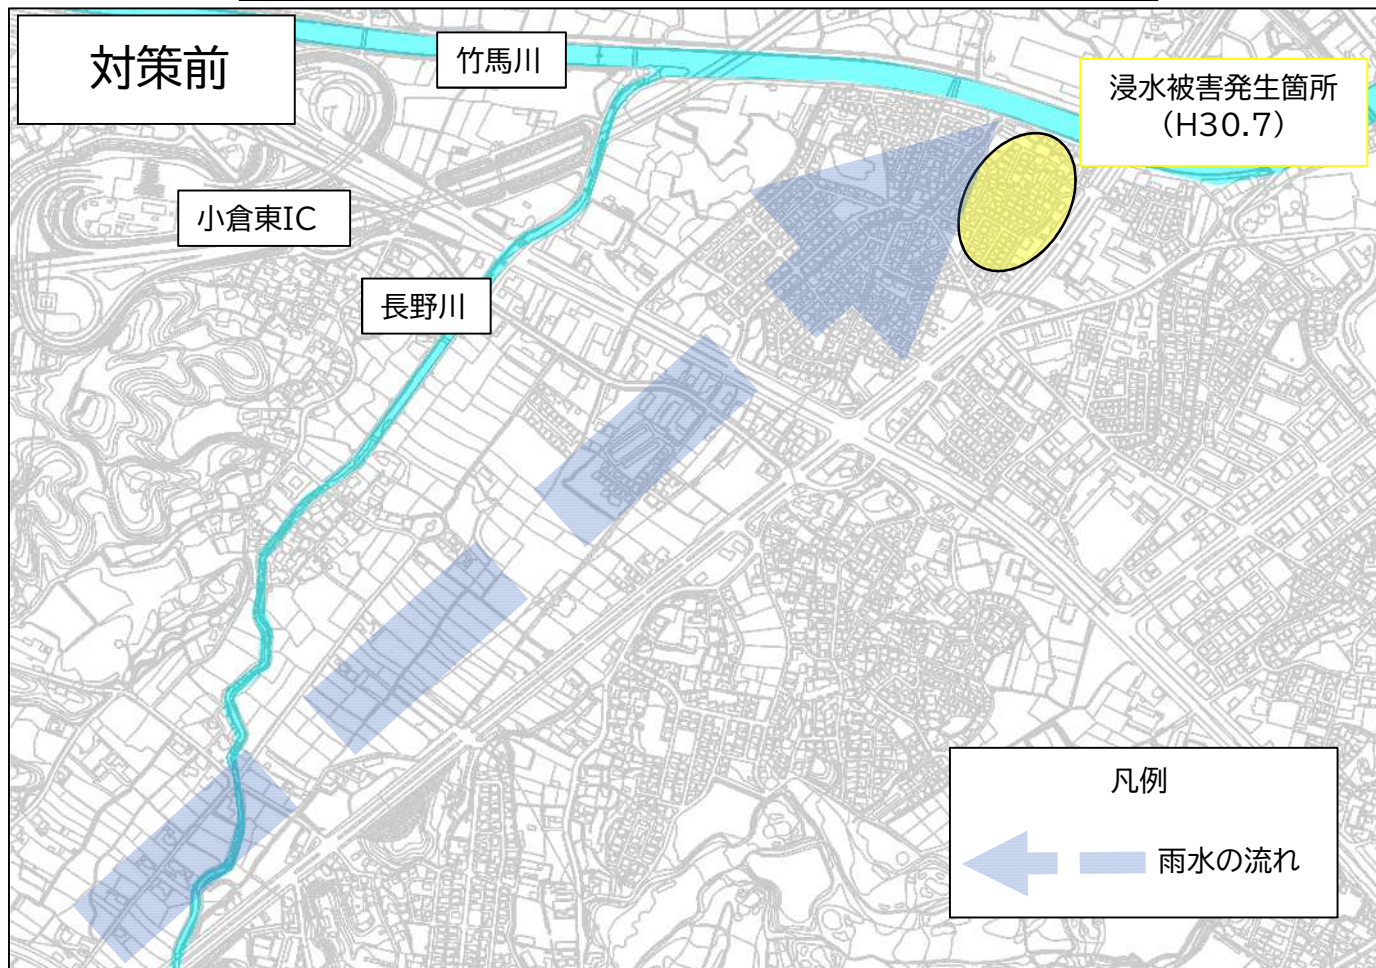 対策前
竹馬川
浸水被害発生箇所
(H30.7)
小倉東IC
長野川
凡例
雨水の流れ